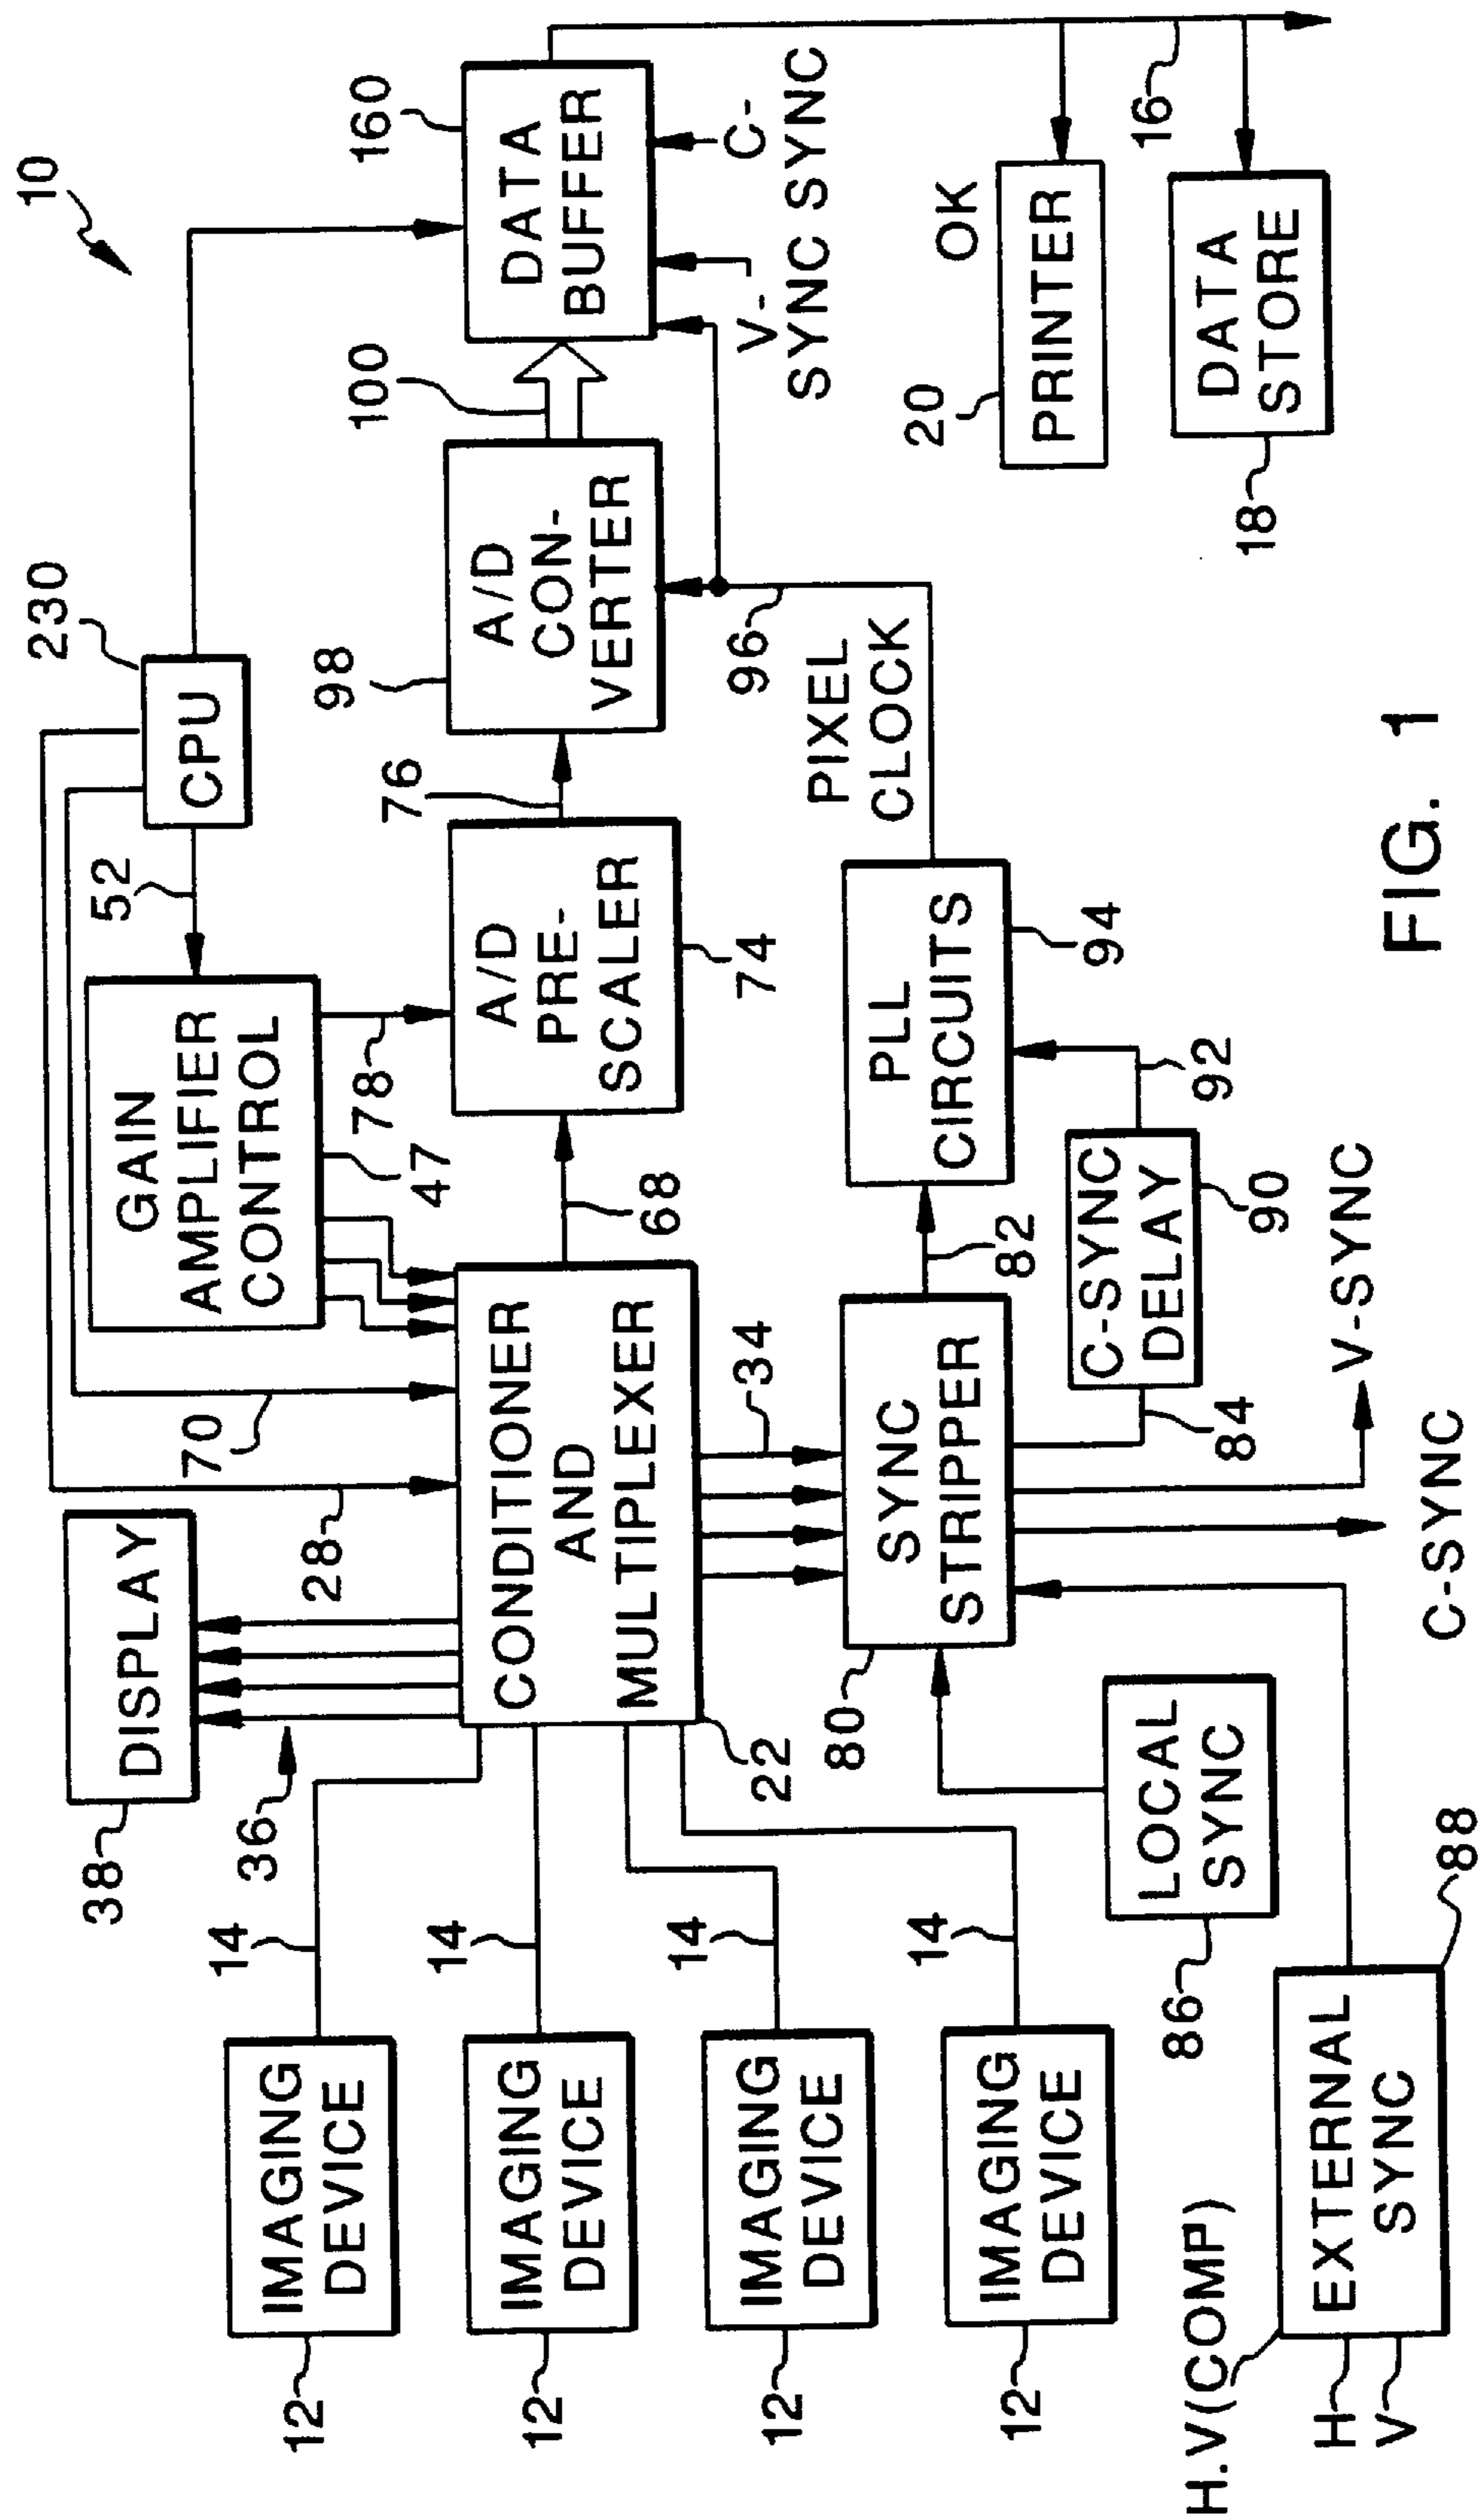 10
230
CPU
52
GAIN
AMPLIFIER
CONTROL
70
28
DISPLAY
38
36
47
78
98
100
160
DATA
BUFFER
A/D
CON-
VERTER
76
A/D
PRE-
SCALER
74
68
CONDITIONER
AND
MULTIPLEXER
22
34
14
14
14
14
IMAGING
DEVICE
12
IMAGING
DEVICE
12
IMAGING
DEVICE
12
IMAGING
DEVICE
12
V-
SYNC
C-
SYNC
96
PIXEL
CLOCK
PLL
CIRCUITS
94
82
SYNC
STRIPPER
80
C-SYNC
DELAY
92
90
84
LOCAL
SYNC
86
V-SYNC
C-SYNC
EXTERNAL
SYNC
88
H.V(COMP)
H
V
20
OK
PRINTER
16
DATA
STORE
18
FIG. 1